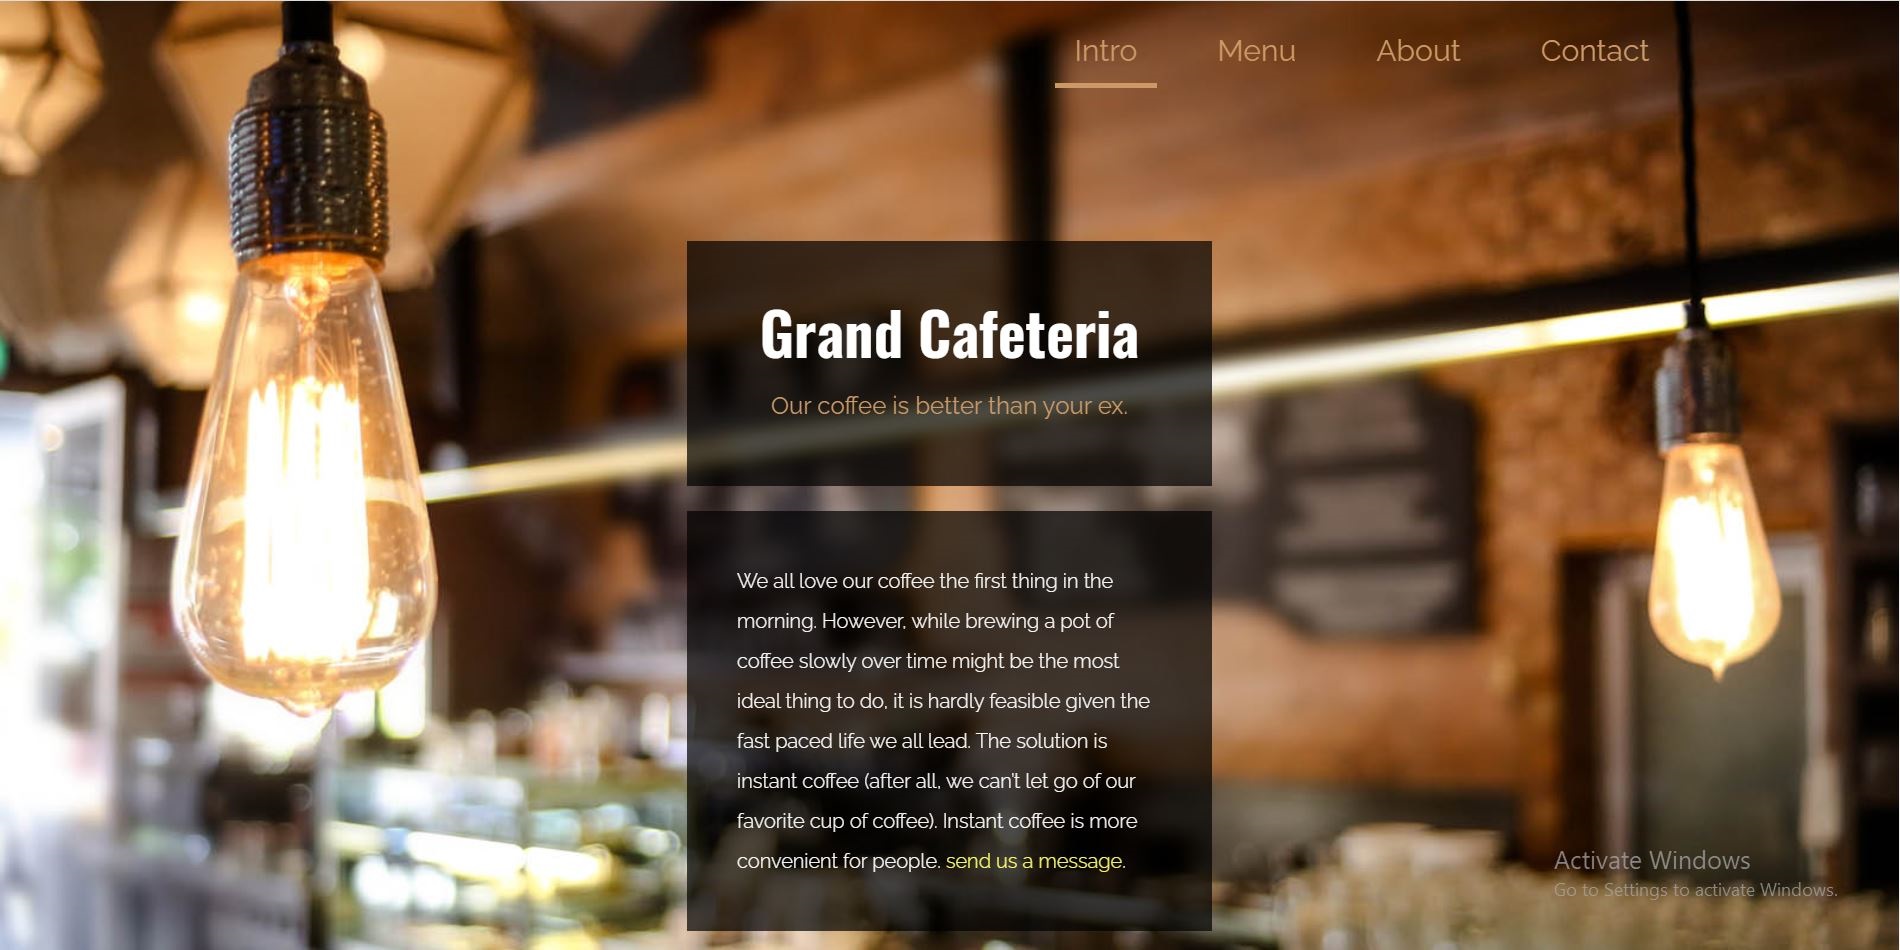 Intro Menu About Contact
Grand Cafeteria
Our coffee is better than your ex.
We all love our coffee the first thing in the
morning. However, while brewing a pot of
coffee slowly over time might be the most
ideal thing to do, it is hardly feasible given the
fast paced life we all lead. The solution is
instant coffee (after all, we can't let go of our
favorite cup of coffee). Instant coffee is more
convenient for people. send us a message.
Activate Windows
Go to Settings to activate Windows.